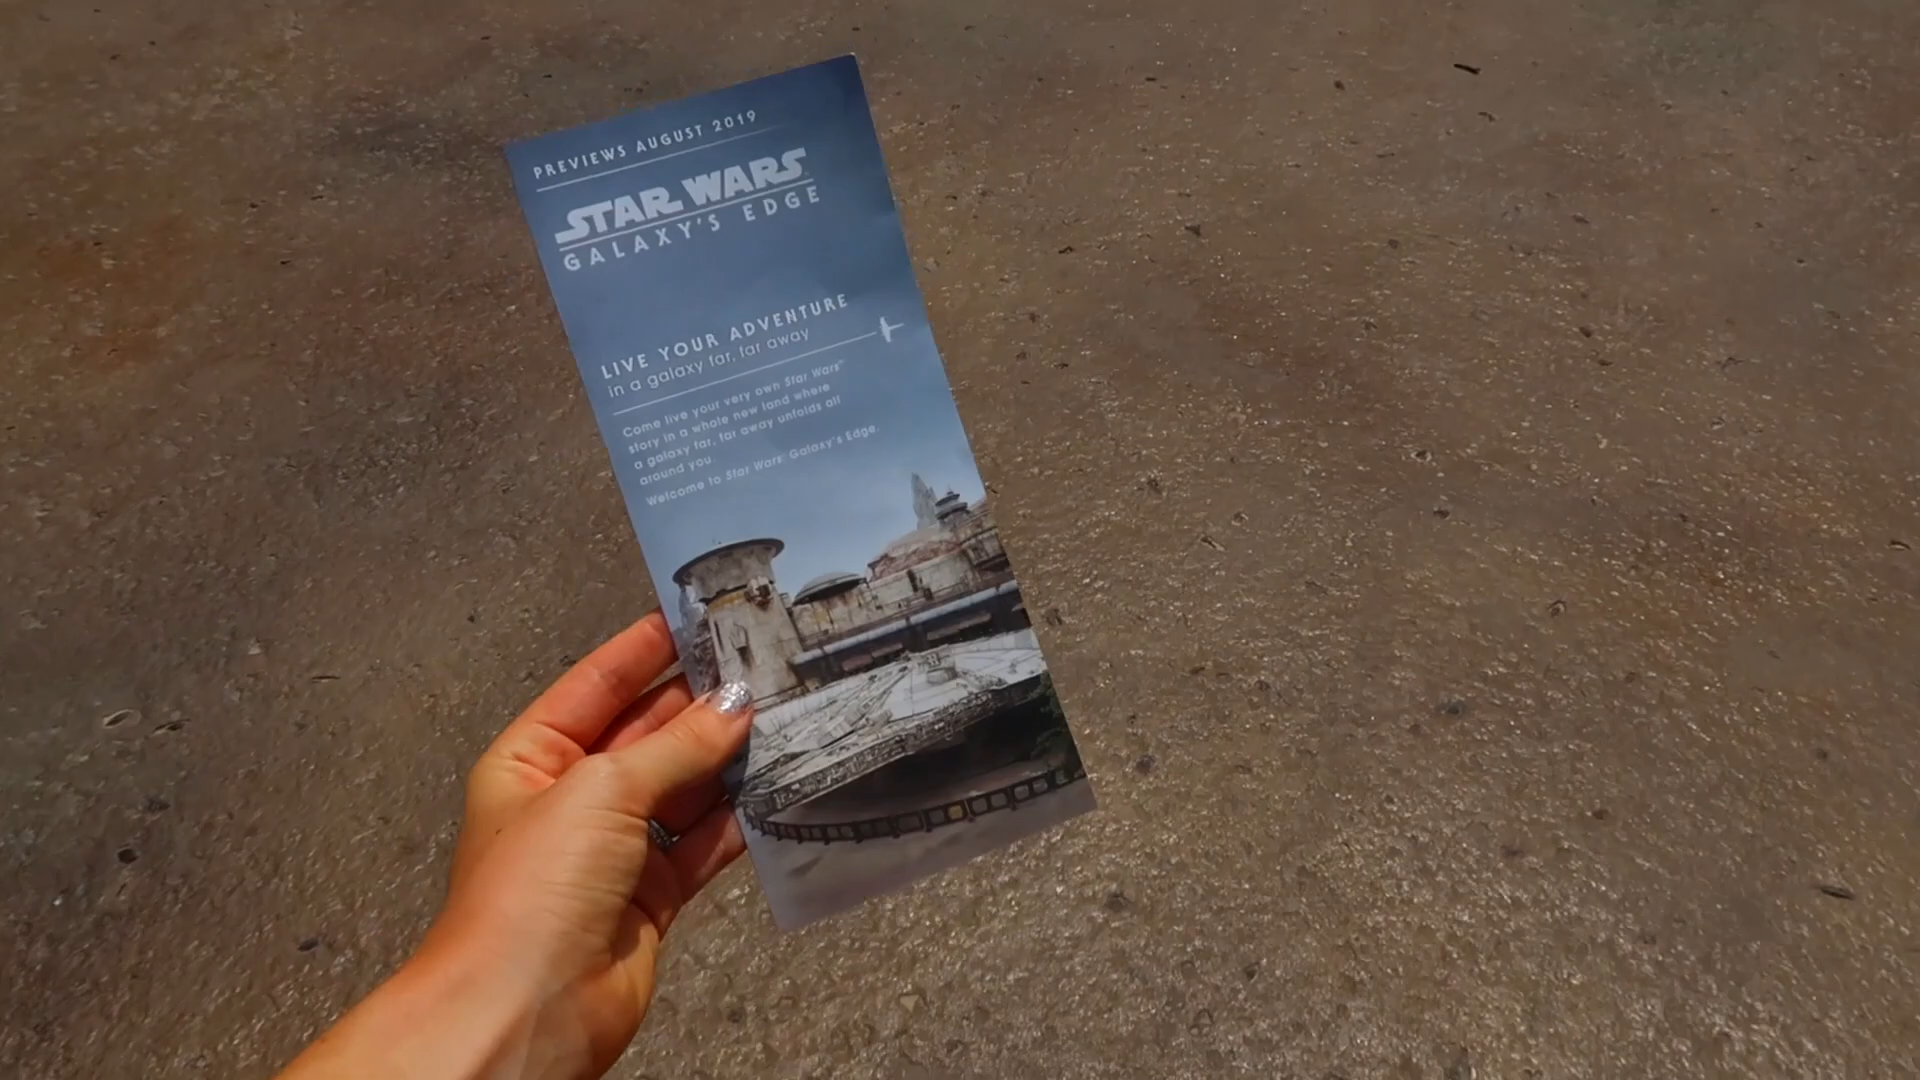 PREVIEWS AUGUST 2019
STAR WARS
GALAXY'S EDGE
LIVE YOUR ADVENTURE
in a galaxy far, far away
Come live your very own Star Wars™
story in a whole new land where
a galaxy far, far away unfolds all
around you.
Welcome to Star Wars: Galaxy's Edge.